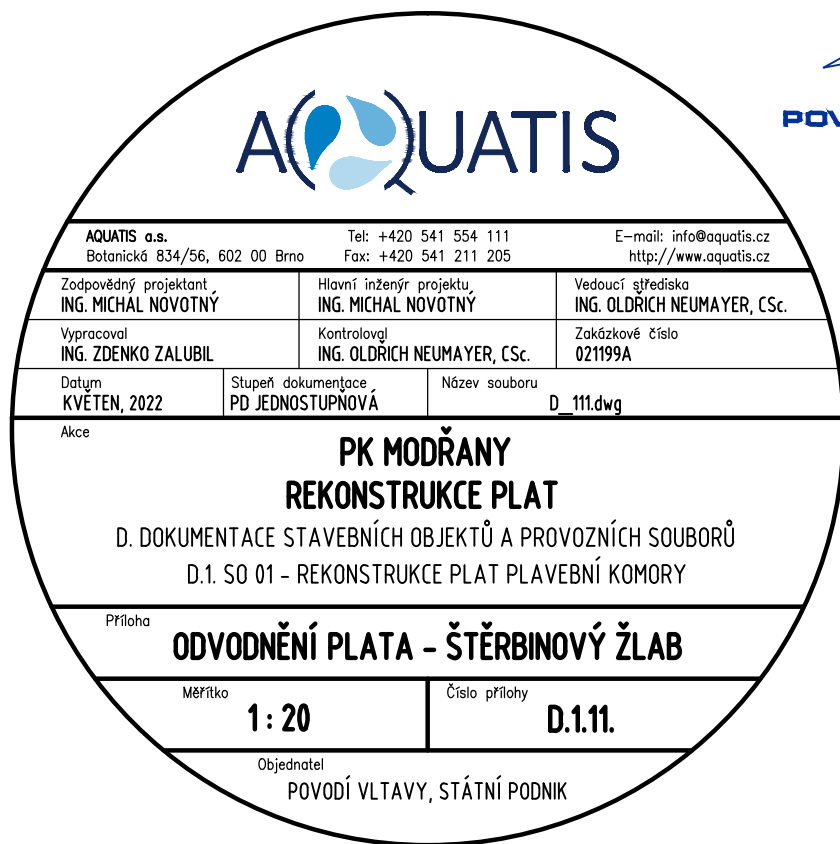 AQUATIS
AQUATIS a.s.
Botanická 834/56, 602 00 Brno
Tel: +420 541 554 111
Fax: +420 541 211 205
E-mail: info@aquatis.cz
http://www.aquatis.cz
Zodpovědný projektant
ING. MICHAL NOVOTNÝ
Hlavní inženýr projektu
ING. MICHAL NOVOTNÝ
Vedoucí střediska
ING. OLDŘICH NEUMAYER, CSc.
Vypracoval
ING. ZDENKO ZALUBIL
Kontroloval
ING. OLDŘICH NEUMAYER, CSc.
Zakázkové číslo
021199A
Datum
KVĚTEN, 2022
Stupeň dokumentace
PD JEDNOSTUPŇOVÁ
Název souboru
D_111.dwg
Akce
PK MODŘANY
REKONSTRUKCE PLAT
D. DOKUMENTACE STAVEBNÍCH OBJEKTŮ A PROVOZNÍCH SOUBORŮ
D.1. SO 01 - REKONSTRUKCE PLAT PLAVEBNÍ KOMORY
Příloha
ODVODNĚNÍ PLATA - ŠTĚRBINOVÝ ŽLAB
Měřítko
1 : 20
Číslo přílohy
D.1.11.
Objednatel
POVODÍ VLTAVY, STÁTNÍ PODNIK